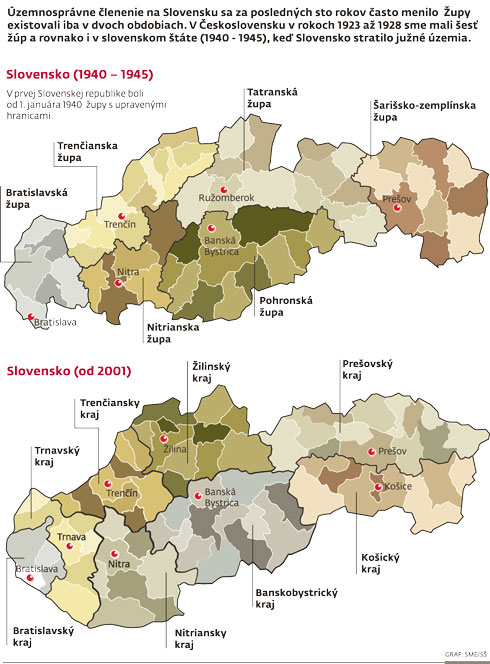 Územnosprávne členenie na Slovensku sa za posledných sto rokov často menilo  Župy
existovali iba v dvoch obdobiach. V Československu v rokoch 1923 až 1928 sme mali šesť
žúp a rovnako i v slovenskom štáte (1940 - 1945), keď Slovensko stratilo južné územia.
Slovensko (1940 – 1945)
V prvej Slovenskej republike boli
od 1. januára 1940 župy s upravenými
hranicami.
Tatranská
župa
Šarišsko-zemplínska
župa
Trenčianska
župa
Bratislavská
župa
Ružomberok
Prešov
Trenčín
Banská
Bystrica
Nitra
Bratislava
Pohronská
župa
Nitrianska
župa
Slovensko (od 2001)
Žilinský
kraj
Prešovský
kraj
Trenčiansky
kraj
Trnavský
kraj
Žilina
Prešov
Trenčín
Košice
Banská
Bystrica
Trnava
Nitra
Bratislava
Košický
kraj
Banskobystrický
kraj
Bratislavský
kraj
Nitriansky
kraj
GRAF: SME/SŠ